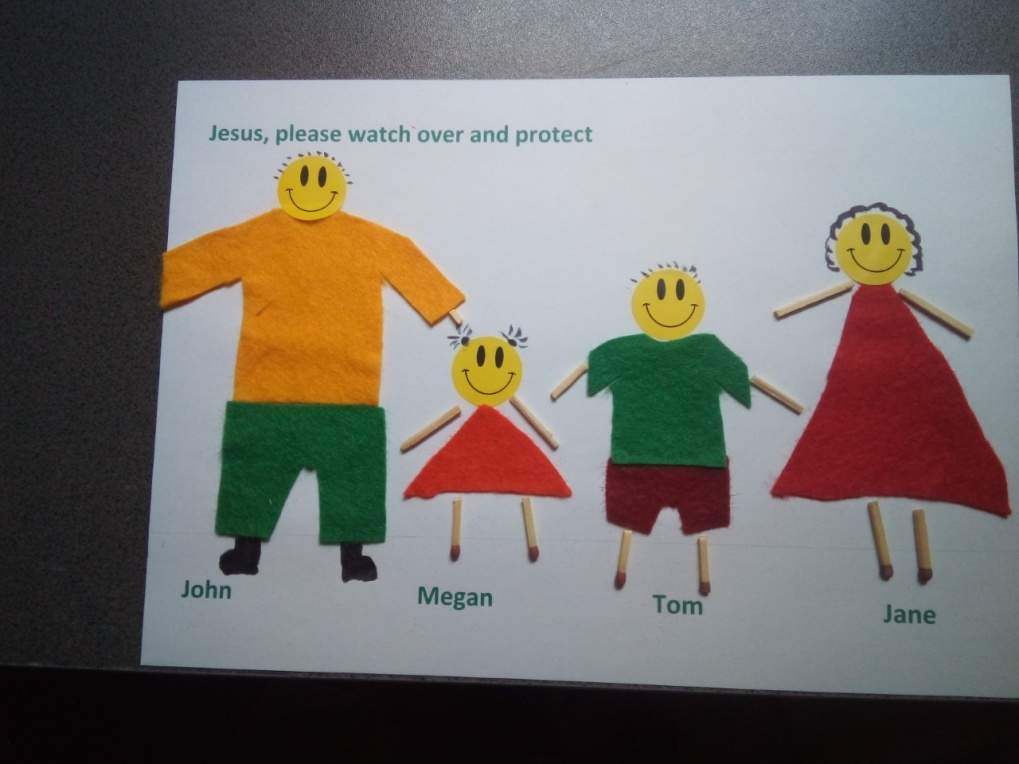 Jesus, please watch over and protect
John
Megan
Tom
Jane